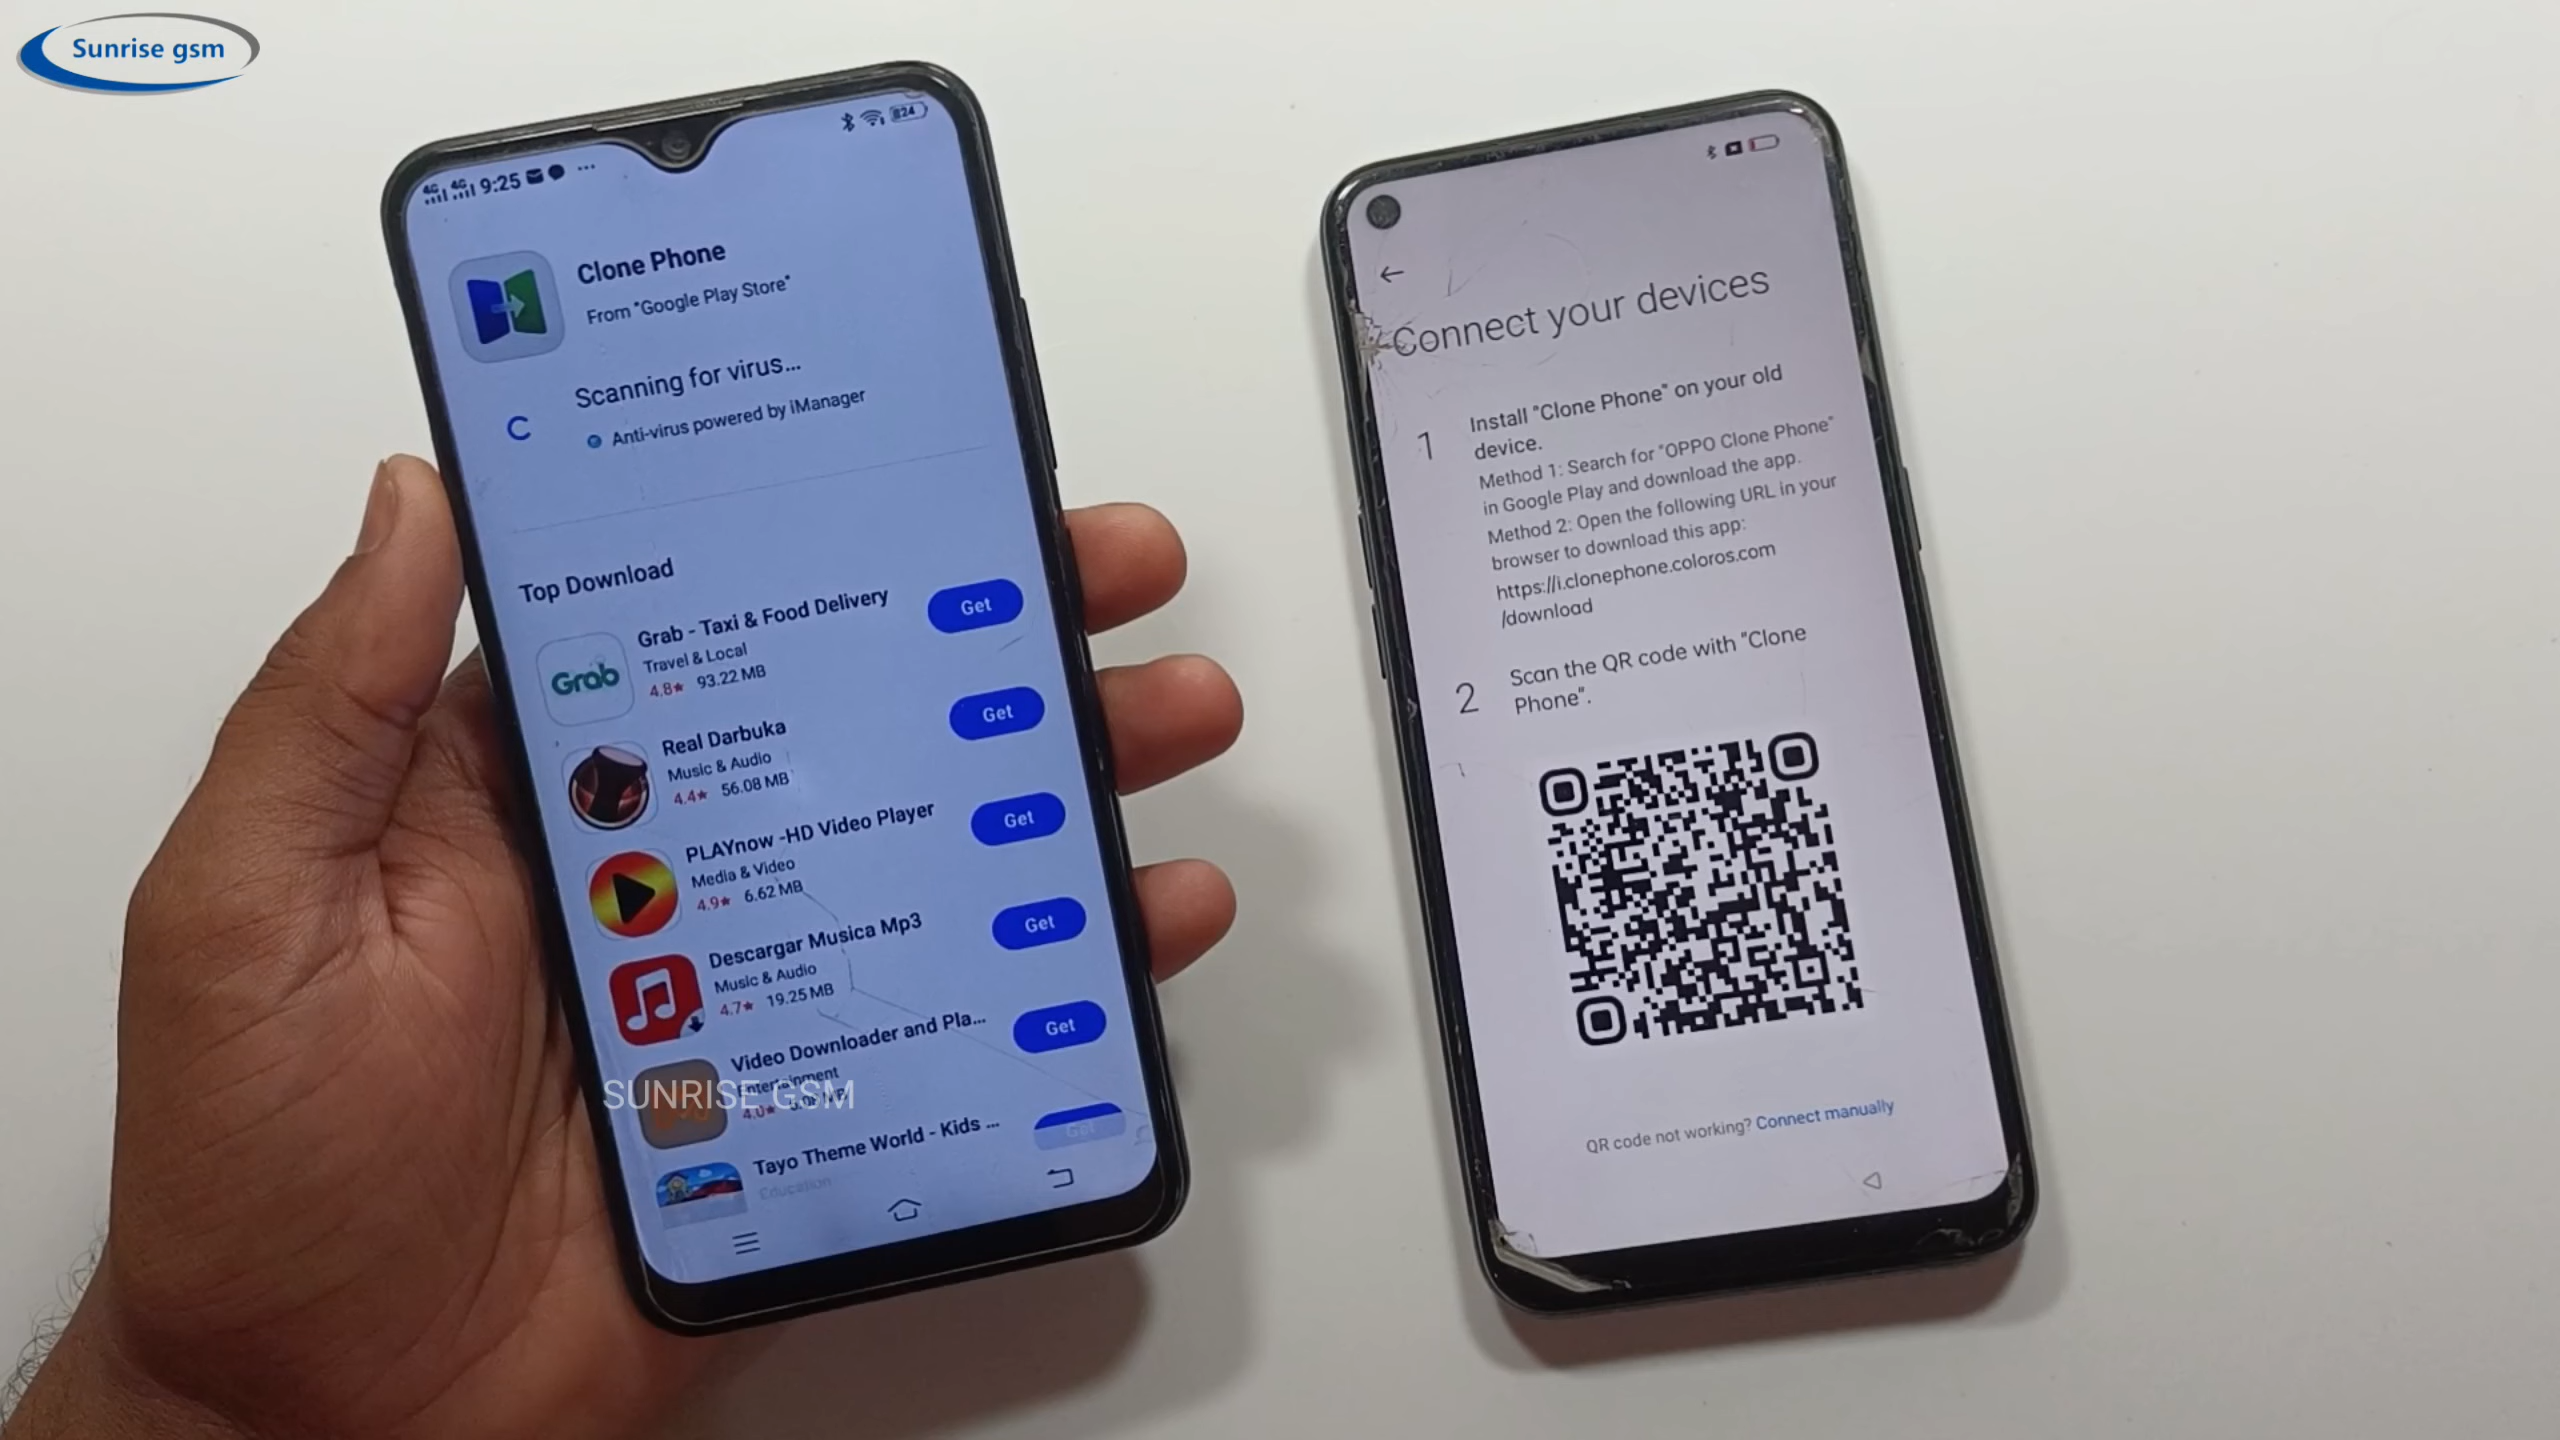 Sunrise gsm
4G 4G 9:25 ...
24
Clone Phone
From "Google Play Store"
Scanning for virus...
Anti-virus powered by iManager
Top Download
Grab
Grab - Taxi & Food Delivery
Travel & Local
4.8★ 93.22 MB
Get
Real Darbuka
Music & Audio
4.4★ 56.08 MB
Get
PLAYnow -HD Video Player
Media & Video
4.9★ 6.62 MB
Get
Descargar Musica Mp3
Music & Audio
4.7★ 19.25 MB
Get
Video Downloader and Pla...
Entertainment
4.0★
Get
SUNRISE GSM
Tayo Theme World - Kids ...
Education
Get
Connect your devices
1
Install "Clone Phone" on your old
device.
Method 1: Search for "OPPO Clone Phone"
in Google Play and download the app.
Method 2: Open the following URL in your
browser to download this app:
https://i.clonephone.coloros.com
/download
2
Scan the QR code with "Clone
Phone".
QR code not working? Connect manually